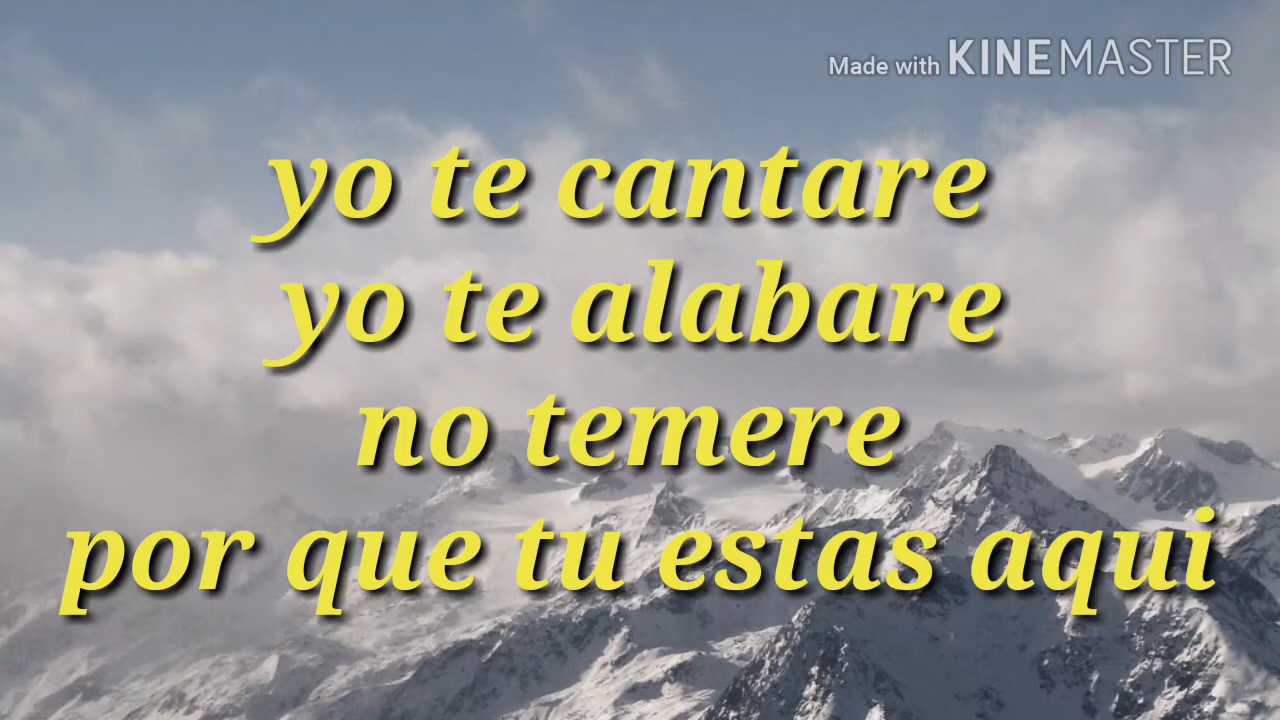 Made with KINEMASTER
yo te cantare
yo te alabare
no temere
por que tu estas aqui